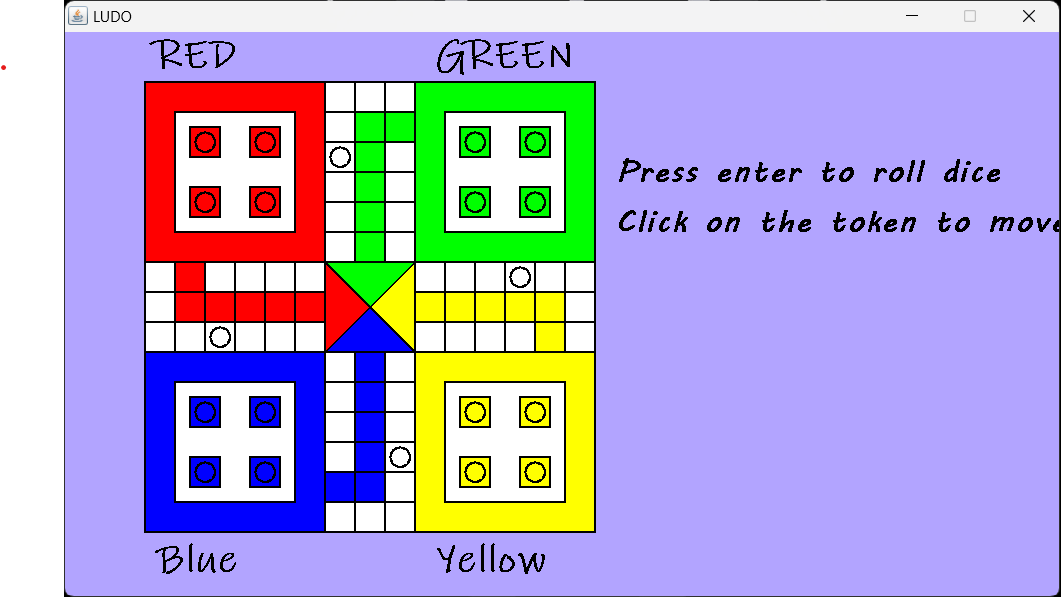 LUDO
RED GREEN
Press enter to roll dice
Click on the token to move
Blue Yellow